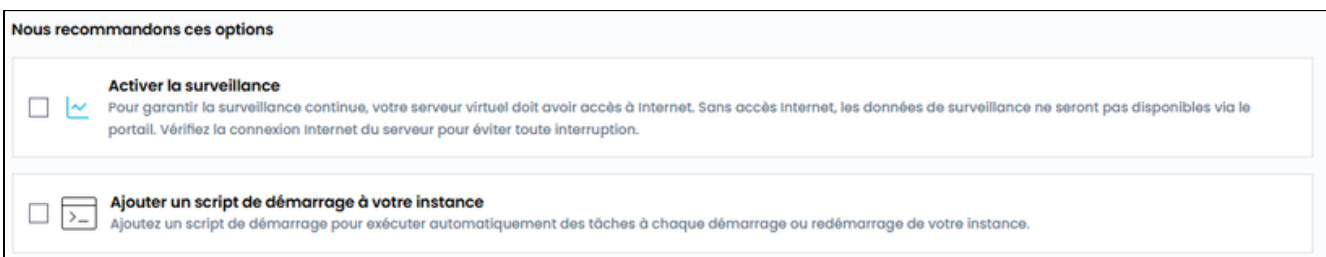 Nous recommandons ces options
Activer la surveillance
Pour garantir la surveillance continue, votre serveur virtuel doit avoir accès à Internet. Sans accès Internet, les données de surveillance ne seront pas disponibles via le
portail. Vérifiez la connexion Internet du serveur pour éviter toute interruption.
Ajouter un script de démarrage à votre instance
Ajoutez un script de démarrage pour exécuter automatiquement des tâches à chaque démarrage ou redémarrage de votre instance.